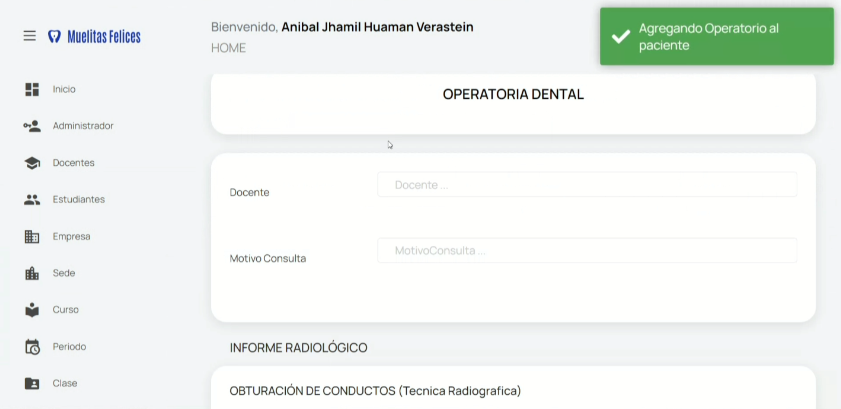 Muelitas Felices
Inicio
Administrador
Docentes
Estudiantes
Empresa
Sede
Curso
Periodo
Clase
Bienvenido, Anibal Jhamil Huaman Verastein
HOME
Agregando Operatorio al
paciente
OPERATORIA DENTAL
Docente
Docente ...
Motivo Consulta
MotivoConsulta ...
INFORME RADIOLÓGICO
OBTURACIÓN DE CONDUCTOS (Tecnica Radiografica)